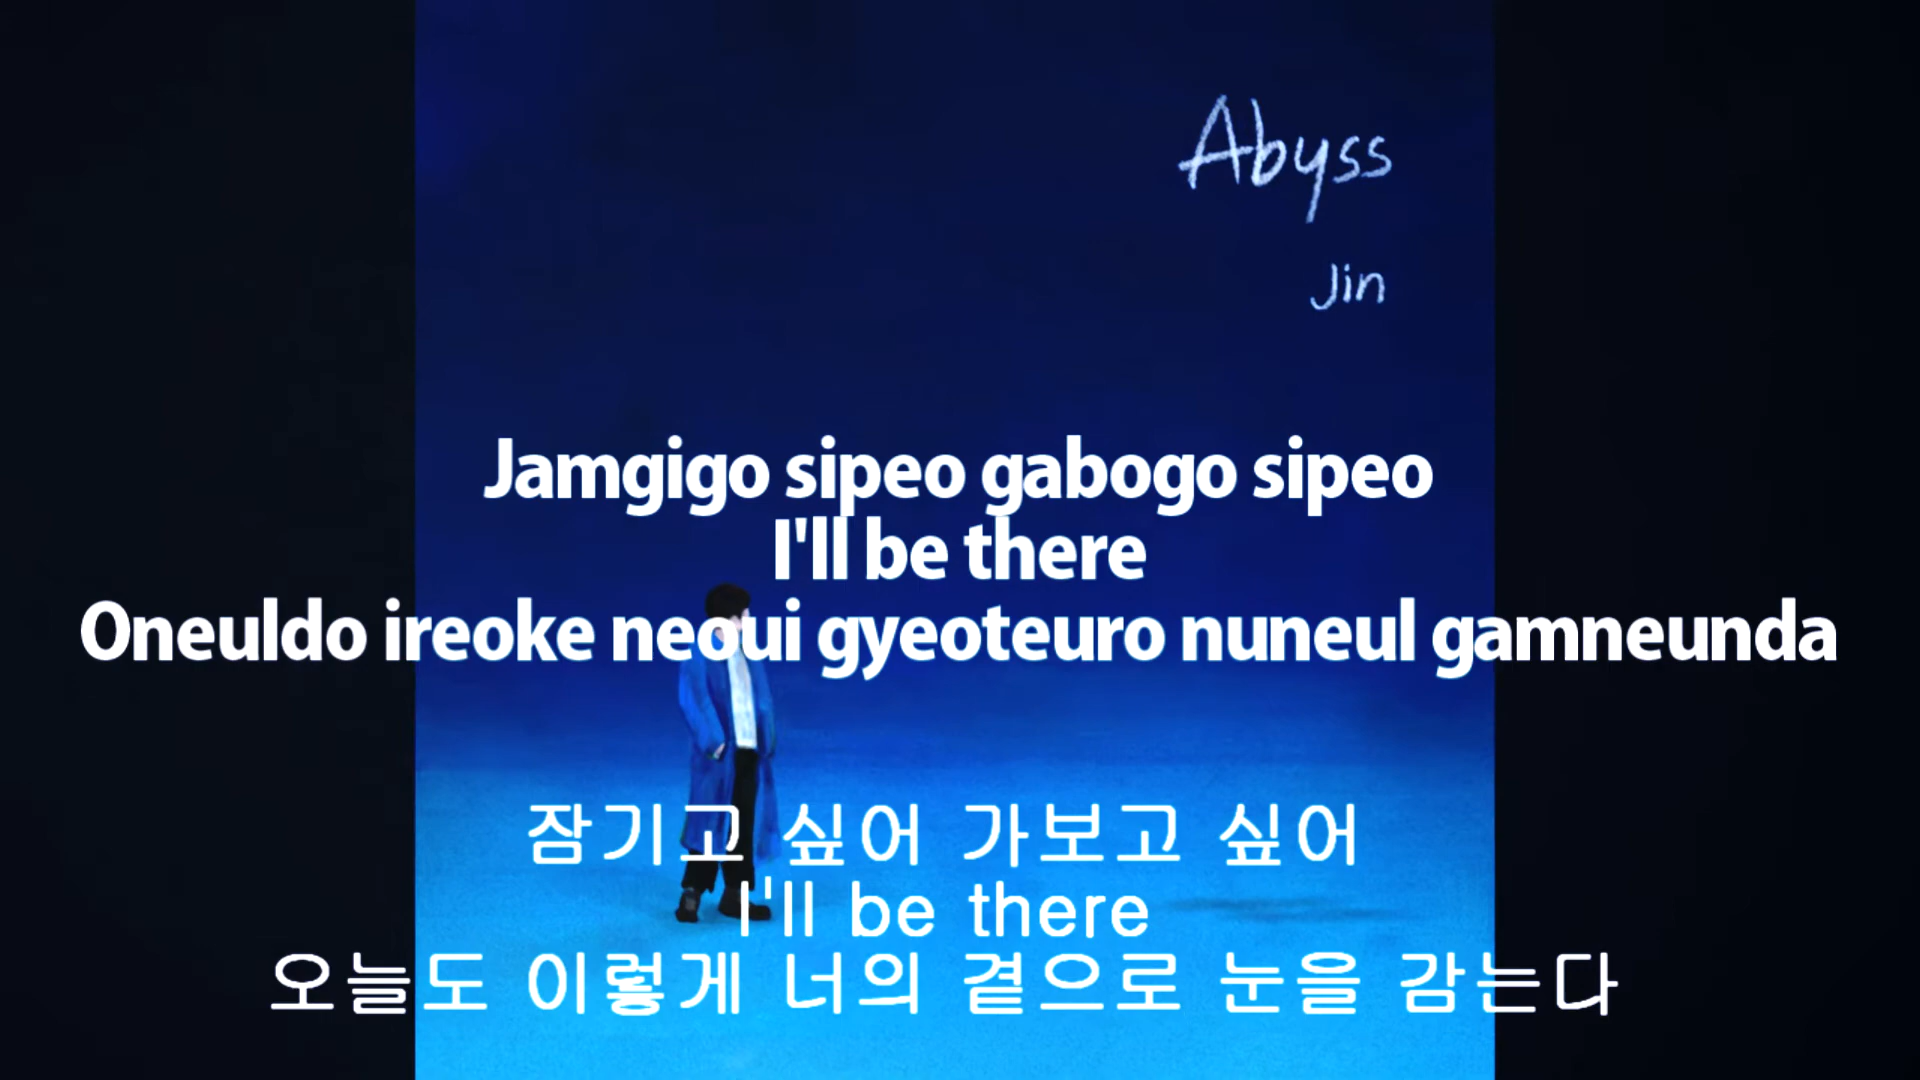 Abyss
Jin
Jamgigo sipeo gabogo sipeo
I'll be there
Oneuldo ireoke neoui gyeoteuro nuneul gamneunda
잠기고 싶어 가보고 싶어
I'll be there
오늘도 이렇게 너의 곁으로 눈을 감는다